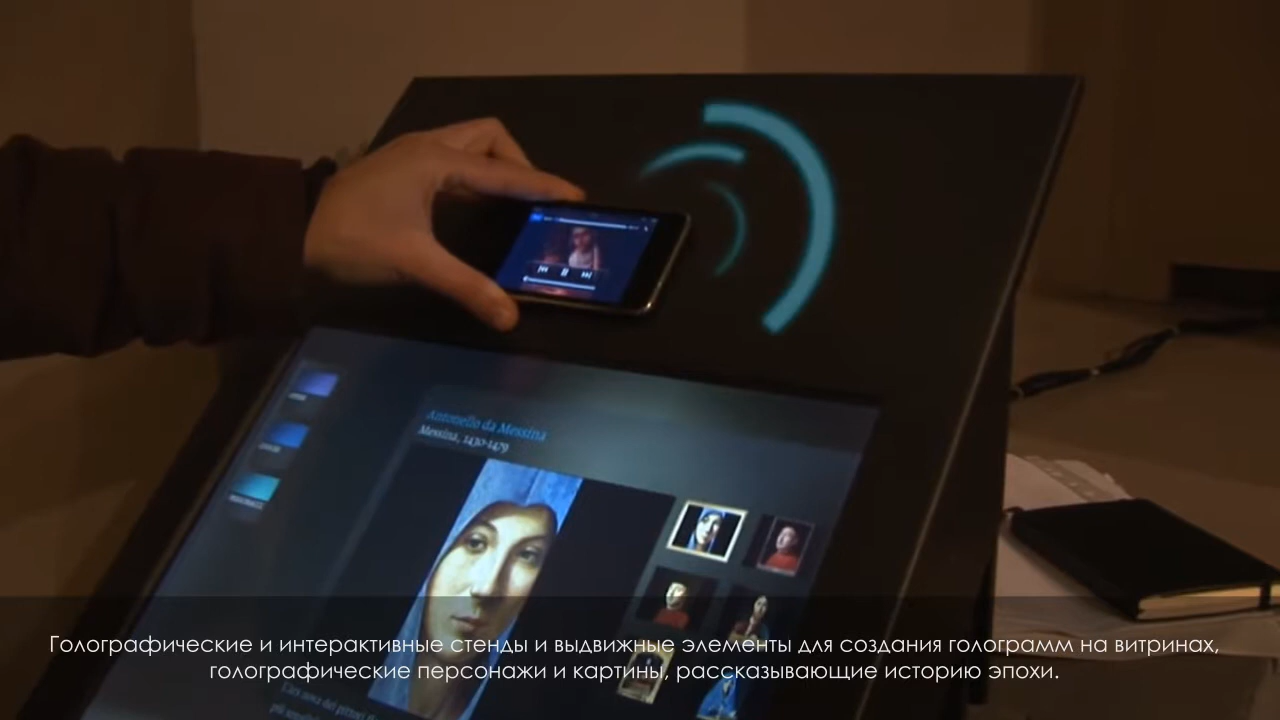 Antonello da Messina
Messina, 1430-1479
Голографические и интерактивные стенды и выдвижные элементы для создания голограмм на витринах,
голографические персонажи и картины, рассказывающие историю эпохи.